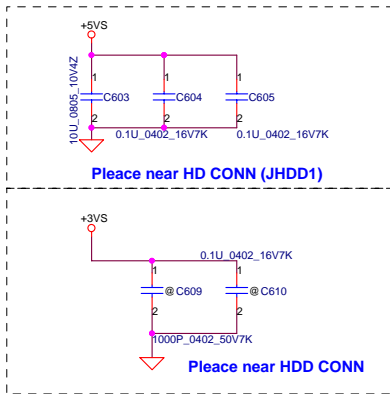 +5VS
10U_0805_10V4Z
1 1 1
C603 C604 C605
2 2 2
0.1U_0402_16V7K 0.1U_0402_16V7K
Pleace near HD CONN (JHDD1)
+3VS
0.1U_0402_16V7K
1 1
@C609 @C610
2 2
1000P_0402_50V7K
Pleace near HDD CONN